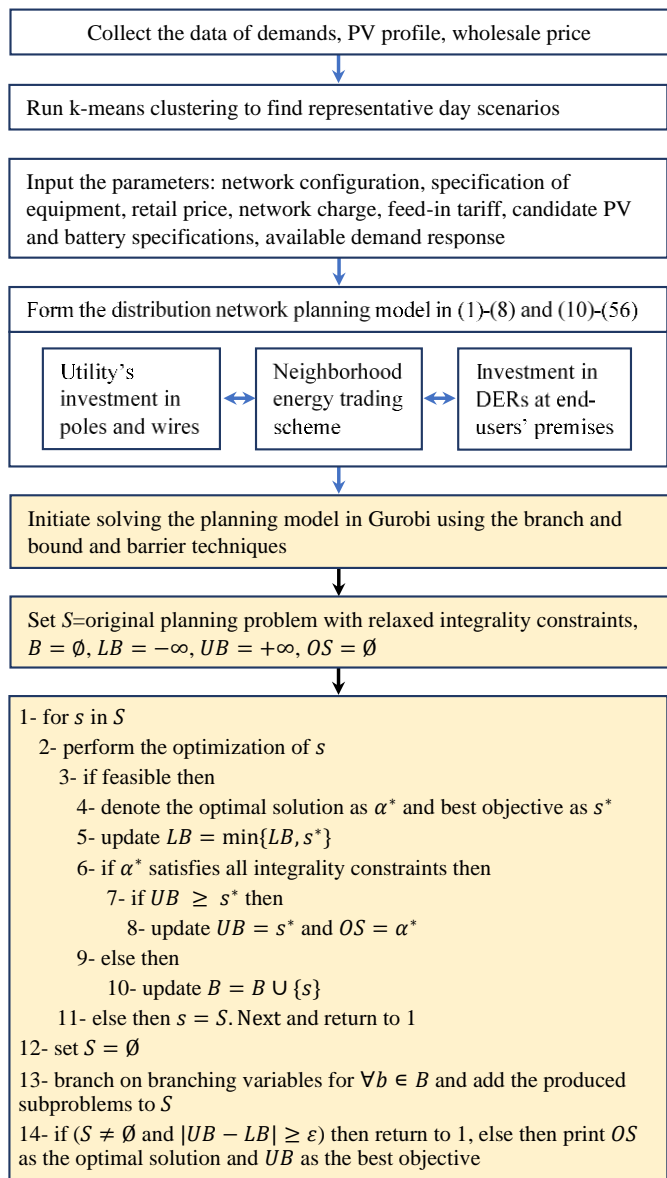 Collect the data of demands, PV profile, wholesale price
Run k-means clustering to find representative day scenarios
Input the parameters: network configuration, specification of
equipment, retail price, network charge, feed-in tariff, candidate PV
and battery specifications, available demand response
Form the distribution network planning model in (1)-(8) and (10)-(56)
Utility's
investment in
poles and wires
Neighborhood
energy trading
scheme
Investment in
DERs at end-
users' premises
Initiate solving the planning model in Gurobi using the branch and
bound and barrier techniques
Set S=original planning problem with relaxed integrality constraints,
B = ∅, LB = −∞, UB = +∞, OS = ∅
1- for s in S
2- perform the optimization of s
3- if feasible then
4- denote the optimal solution as α* and best objective as s*
5- update LB = min{LB, s*}
6- if α* satisfies all integrality constraints then
7- if UB ≥ s* then
8- update UB = s* and OS = α*
9- else then
10- update B = B ∪ {s}
11- else then s = S. Next and return to 1
12- set S = ∅
13- branch on branching variables for ∀b ∈ B and add the produced
subproblems to S
14- if (S ≠ ∅ and |UB − LB| ≥ ε) then return to 1, else then print OS
as the optimal solution and UB as the best objective